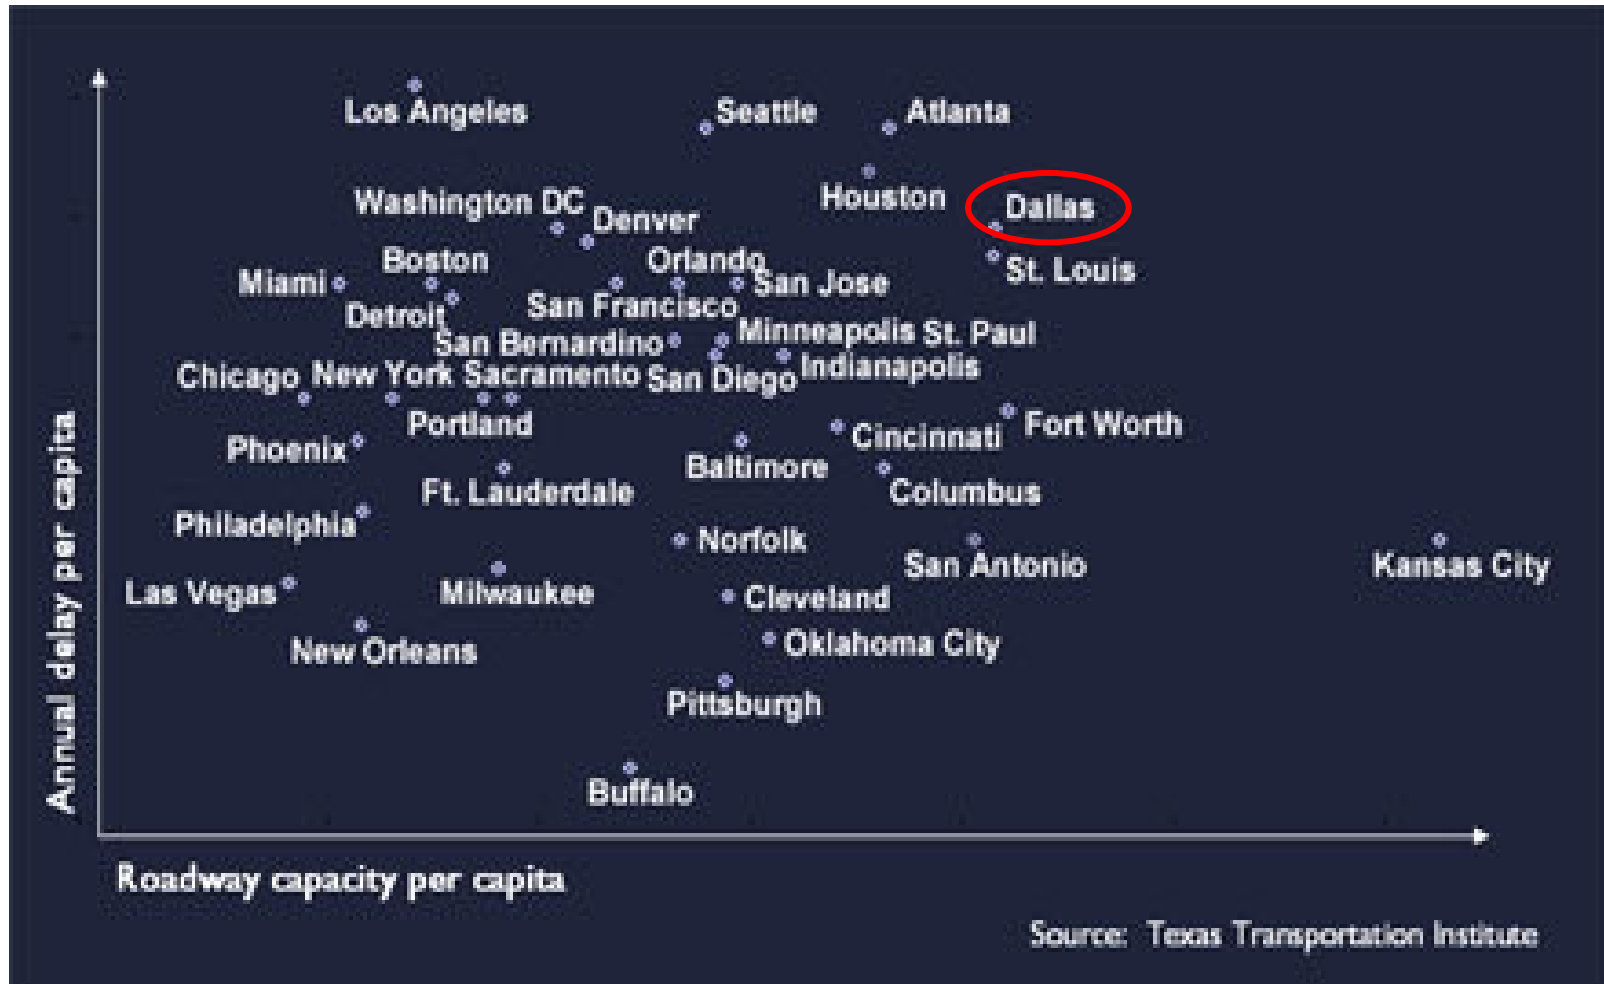 Los Angeles
Seattle
Atlanta
Houston
Dallas
Washington DC
Denver
Boston
Orlando
Miami
San Jose
St. Louis
Detroit
San Francisco
San Bernardino
Minneapolis St. Paul
Chicago
New York
Sacramento
San Diego
Indianapolis
Portland
Fort Worth
Phoenix
Baltimore
Cincinnati
Ft. Lauderdale
Columbus
Philadelphia
Norfolk
San Antonio
Kansas City
Las Vegas
Milwaukee
Cleveland
New Orleans
Oklahoma City
Pittsburgh
Buffalo
Annual delay per capita
Roadway capacity per capita
Source: Texas Transportation Institute